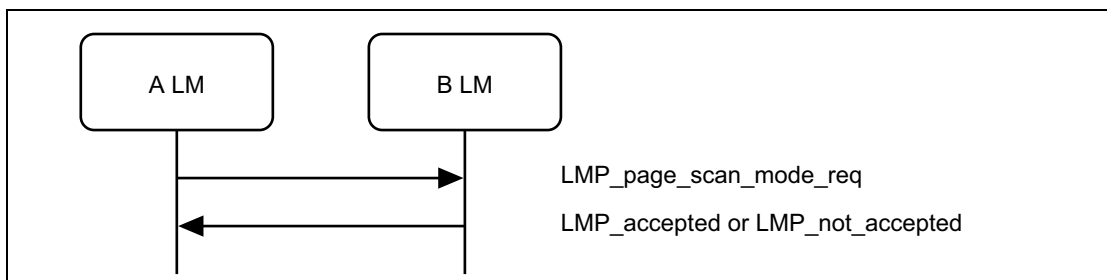 A LM
B LM
LMP_page_scan_mode_req
LMP_accepted or LMP_not_accepted